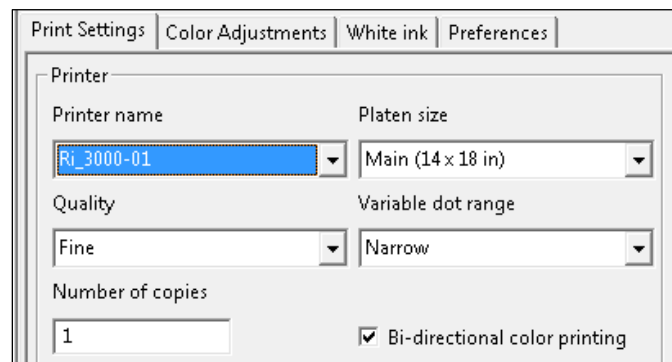 Print Settings Color Adjustments White ink Preferences
Printer
Printer name Platen size
Ri_3000-01 Main (14 x 18 in)
Quality Variable dot range
Fine Narrow
Number of copies
1 Bi-directional color printing